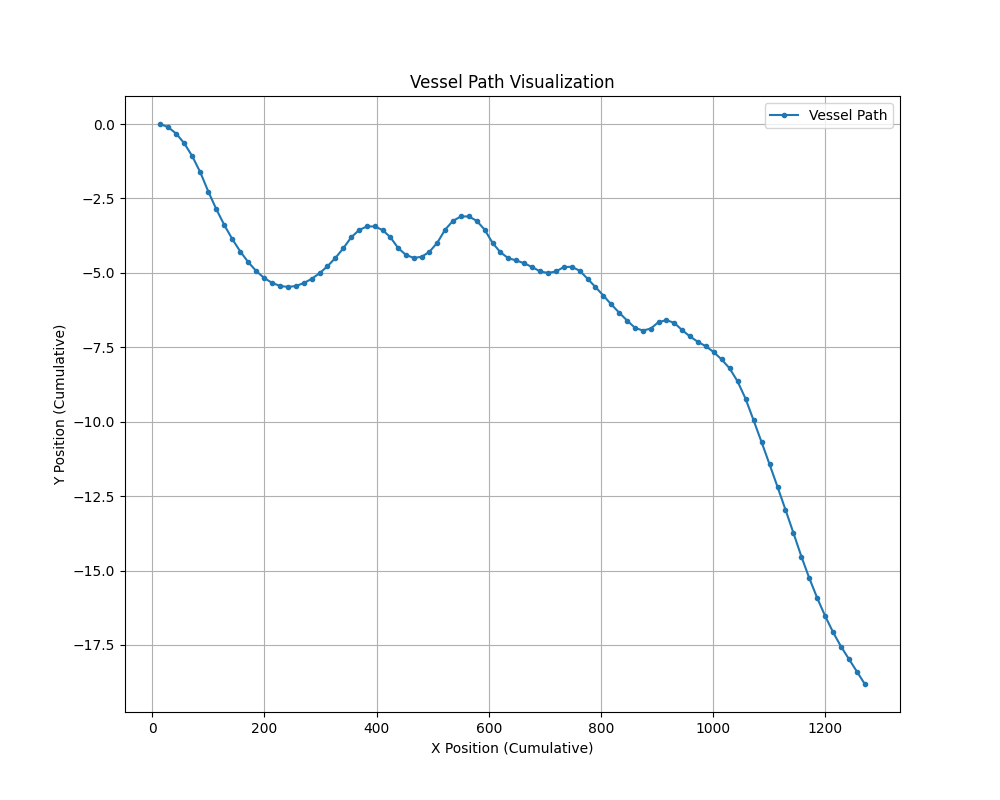 Vessel Path Visualization
Vessel Path
0.0
−2.5
−5.0
−7.5
−10.0
−12.5
−15.0
−17.5
Y Position (Cumulative)
0 200 400 600 800 1000 1200
X Position (Cumulative)